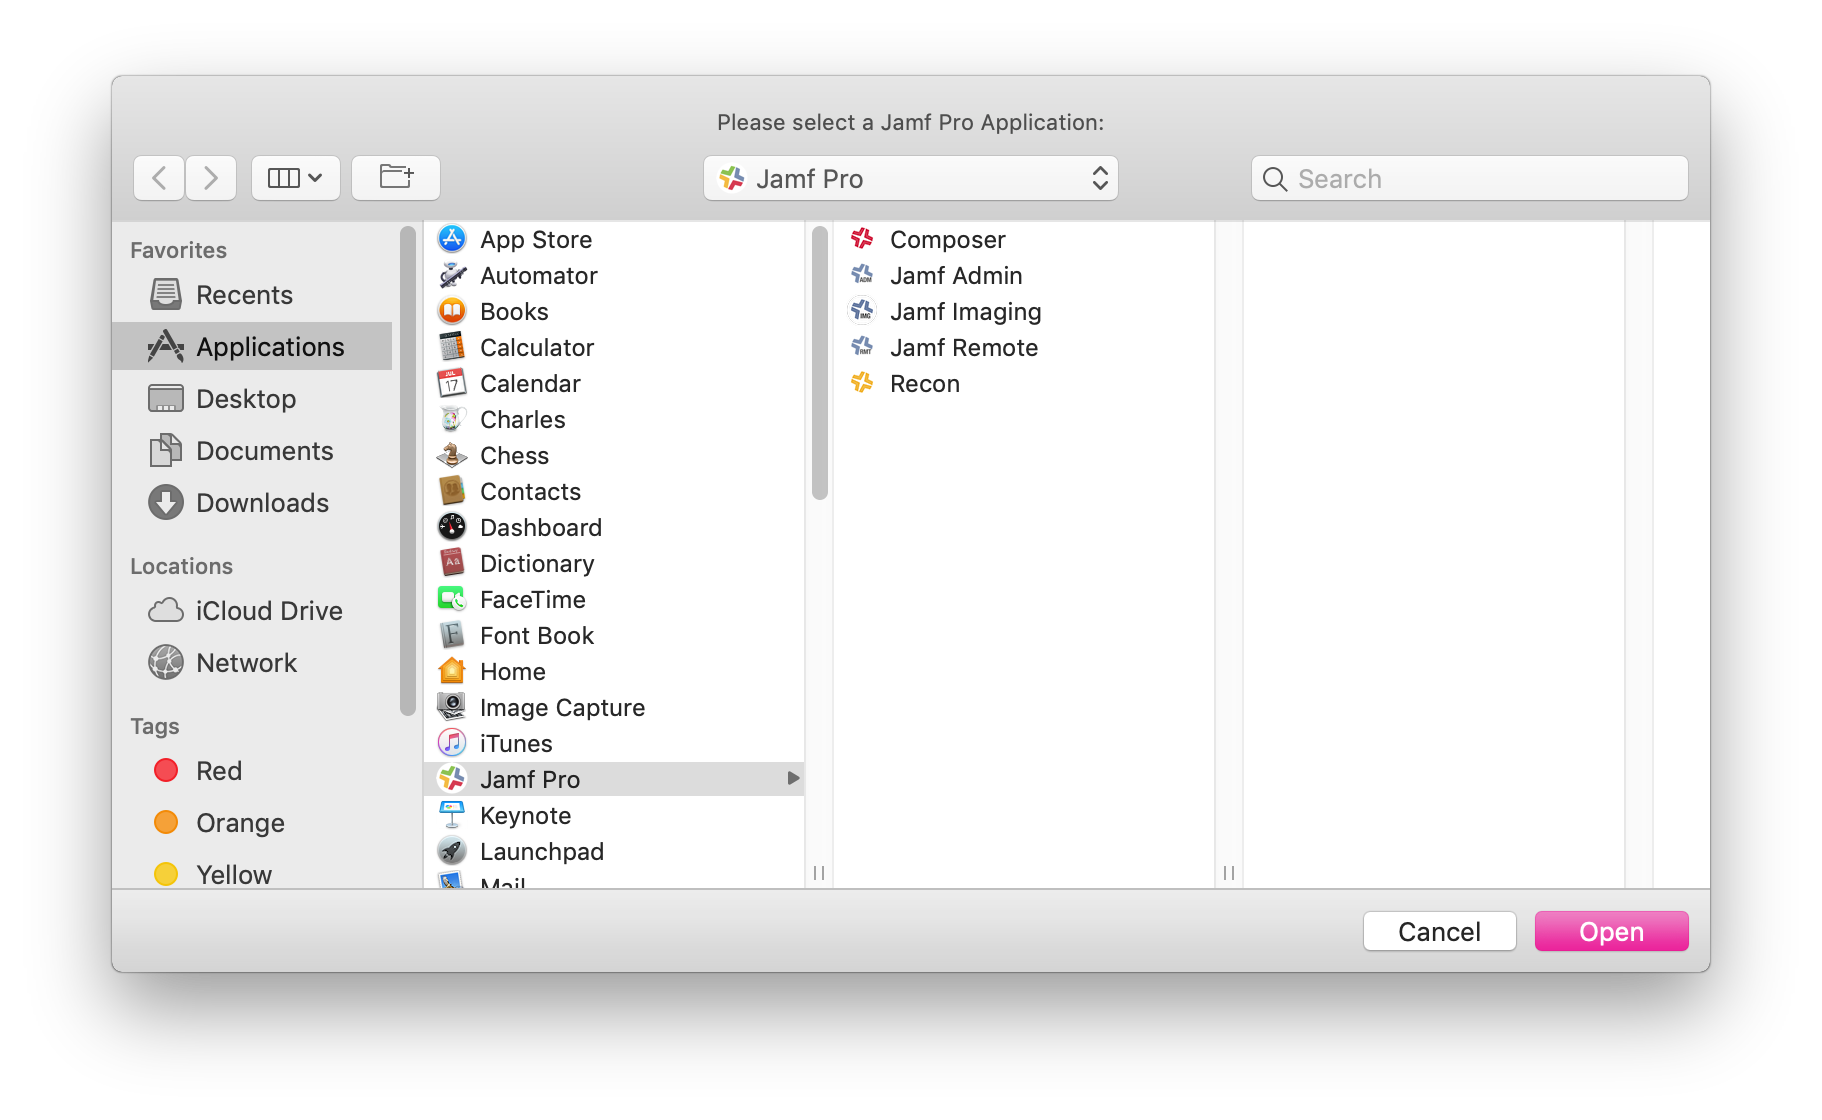 Please select a Jamf Pro Application:
Jamf Pro
Search
Favorites
Recents
Applications
Desktop
Documents
Downloads
Locations
iCloud Drive
Network
Tags
Red
Orange
Yellow
App Store
Automator
Books
Calculator
Calendar
Charles
Chess
Contacts
Dashboard
Dictionary
FaceTime
Font Book
Home
Image Capture
iTunes
Jamf Pro
Keynote
Launchpad
Mail
Composer
Jamf Admin
Jamf Imaging
Jamf Remote
Recon
Cancel
Open